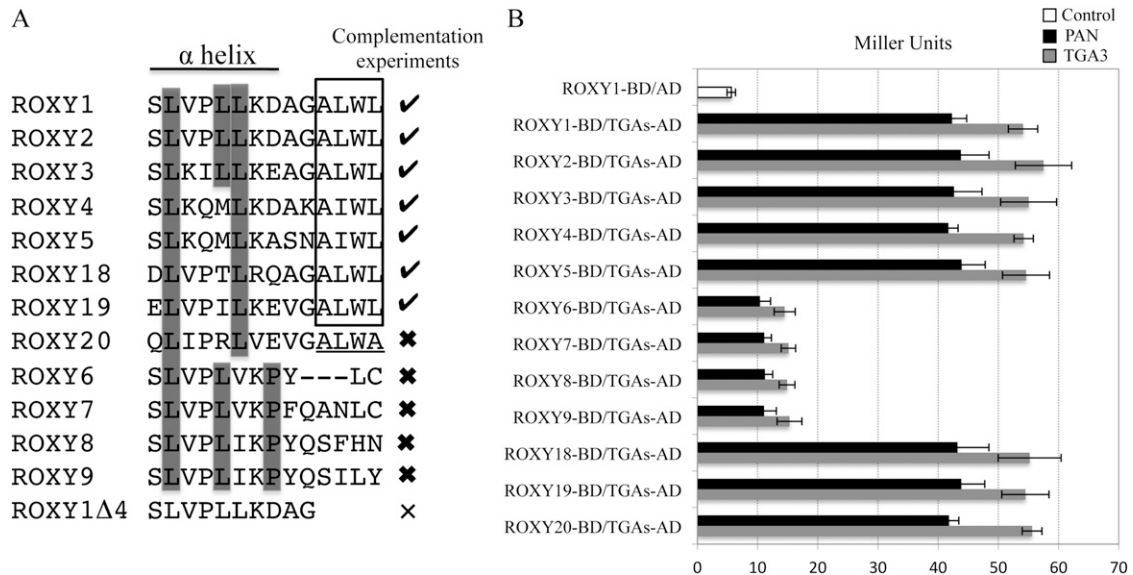 A
α helix
Complementation
experiments
ROXY1 SLVPLLKDAGALWL ✔
ROXY2 SLVPLLKDAGALWL ✔
ROXY3 SLKILLKEAGALWL ✔
ROXY4 SLKQMLKDAKAIWL ✔
ROXY5 SLKQMLKASNAIWL ✔
ROXY18 DLVPTLRQAGALWL ✔
ROXY19 ELVPILKEVGALWL ✔
ROXY20 QLIPRLVEVGALWA ✖
ROXY6 SLVPLVKPY---LC ✖
ROXY7 SLVPLVKPFQANLC ✖
ROXY8 SLVPLIKPYQSFHN ✖
ROXY9 SLVPLIKPYQSILY ✖
ROXY1Δ4 SLVPLLKDAG ×
B
Miller Units
Control
PAN
TGA3
ROXY1-BD/AD
ROXY1-BD/TGAs-AD
ROXY2-BD/TGAs-AD
ROXY3-BD/TGAs-AD
ROXY4-BD/TGAs-AD
ROXY5-BD/TGAs-AD
ROXY6-BD/TGAs-AD
ROXY7-BD/TGAs-AD
ROXY8-BD/TGAs-AD
ROXY9-BD/TGAs-AD
ROXY18-BD/TGAs-AD
ROXY19-BD/TGAs-AD
ROXY20-BD/TGAs-AD
0 10 20 30 40 50 60 70